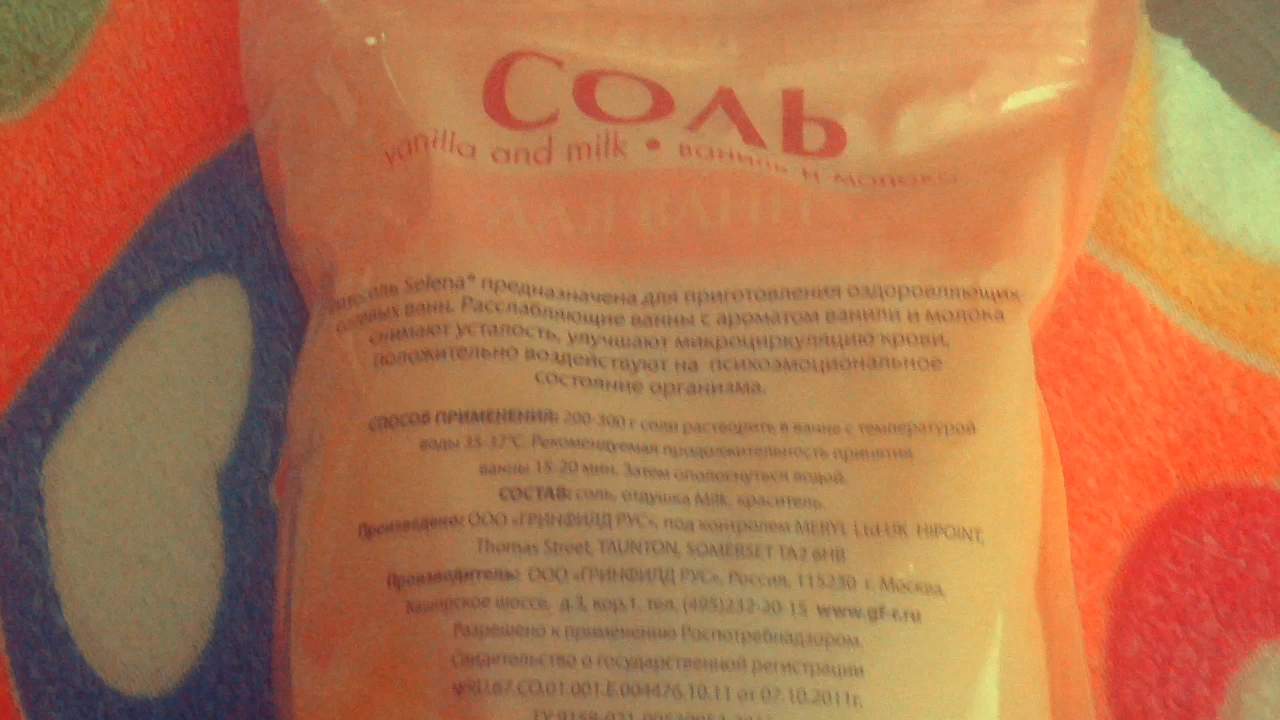 СОЛЬ
vanilla and milk • ваниль и молоко
ДЛЯ ВАНН
Selena® предназначена для приготовления оздоровляющих
ванн. Расслабляющие ванны с ароматом ванили и молока
снимают усталость, улучшают микроциркуляцию крови,
положительно воздействуют на психоэмоциональное
состояние организма.
СПОСОБ ПРИМЕНЕНИЯ: 200-300 г соли растворить в ванне с температурой
воды 35-37°С. Рекомендуемая продолжительность принятия
ванны 15-20 мин. Затем ополоснуться водой.
СОСТАВ: соль, отдушка Milk, краситель.
Произведено: ООО «ГРИНФИЛД РУС», под контролем MERYL Ltd.UK HIPOINT,
Thomas Street, TAUNTON, SOMERSET TA2 6HB
Производитель: ООО «ГРИНФИЛД РУС», Россия, 115230 г. Москва,
Каширское шоссе, д.3, кор.1, тел. (495)232-20-15 www.gf-r.ru
Разрешено к применению Роспотребнадзором.
Свидетельство о государственной регистрации
от 07.10.2011г.